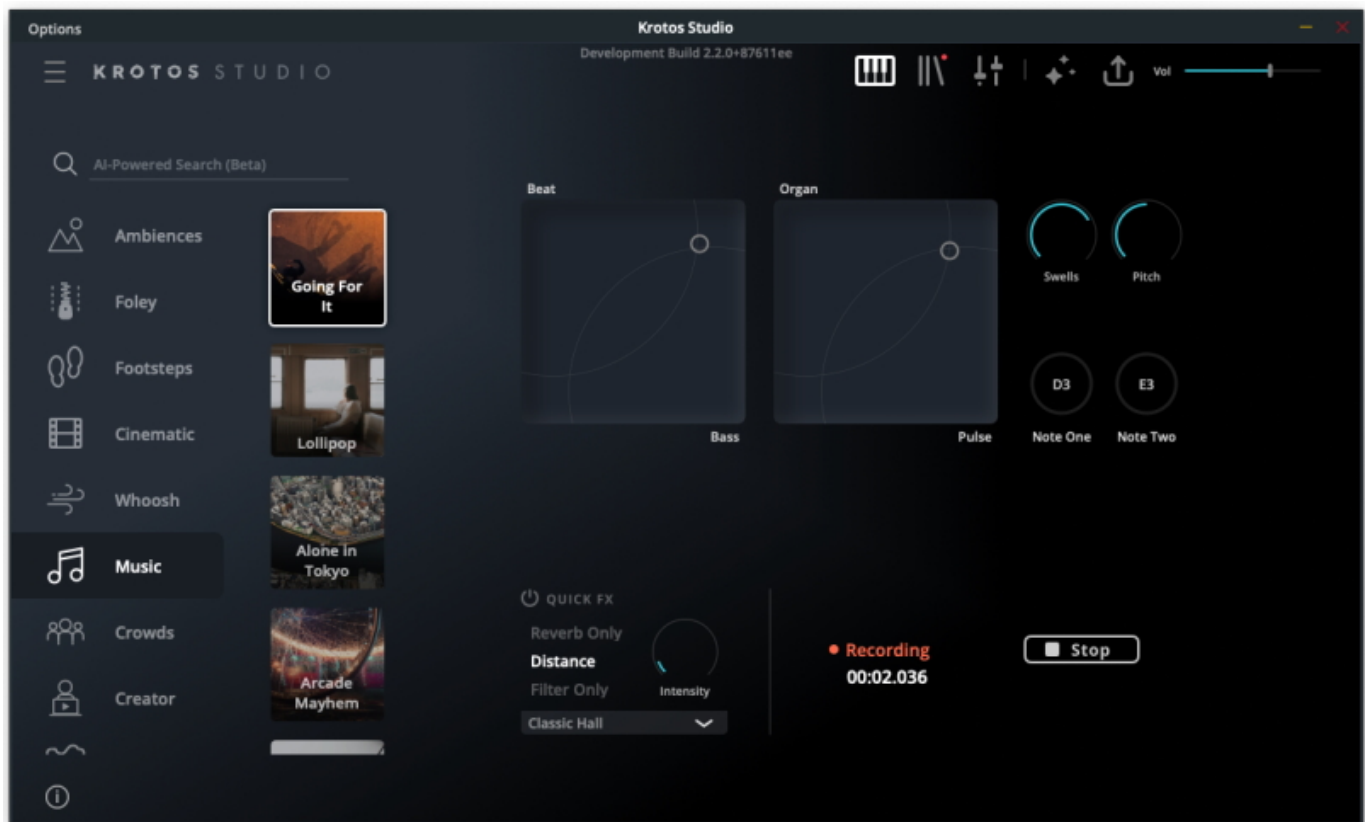 Options
Krotos Studio
Development Build 2.2.0+87611ee
KROTOS STUDIO
Vol
AI-Powered Search (Beta)
Ambiences
Foley
Footsteps
Cinematic
Whoosh
Music
Crowds
Creator
Going For
It
Lollipop
Alone in
Tokyo
Arcade
Mayhem
Beat
Bass
Organ
Pulse
Swells
Pitch
D3
E3
Note One
Note Two
QUICK FX
Reverb Only
Distance
Filter Only
Intensity
Classic Hall
Recording
00:02.036
Stop